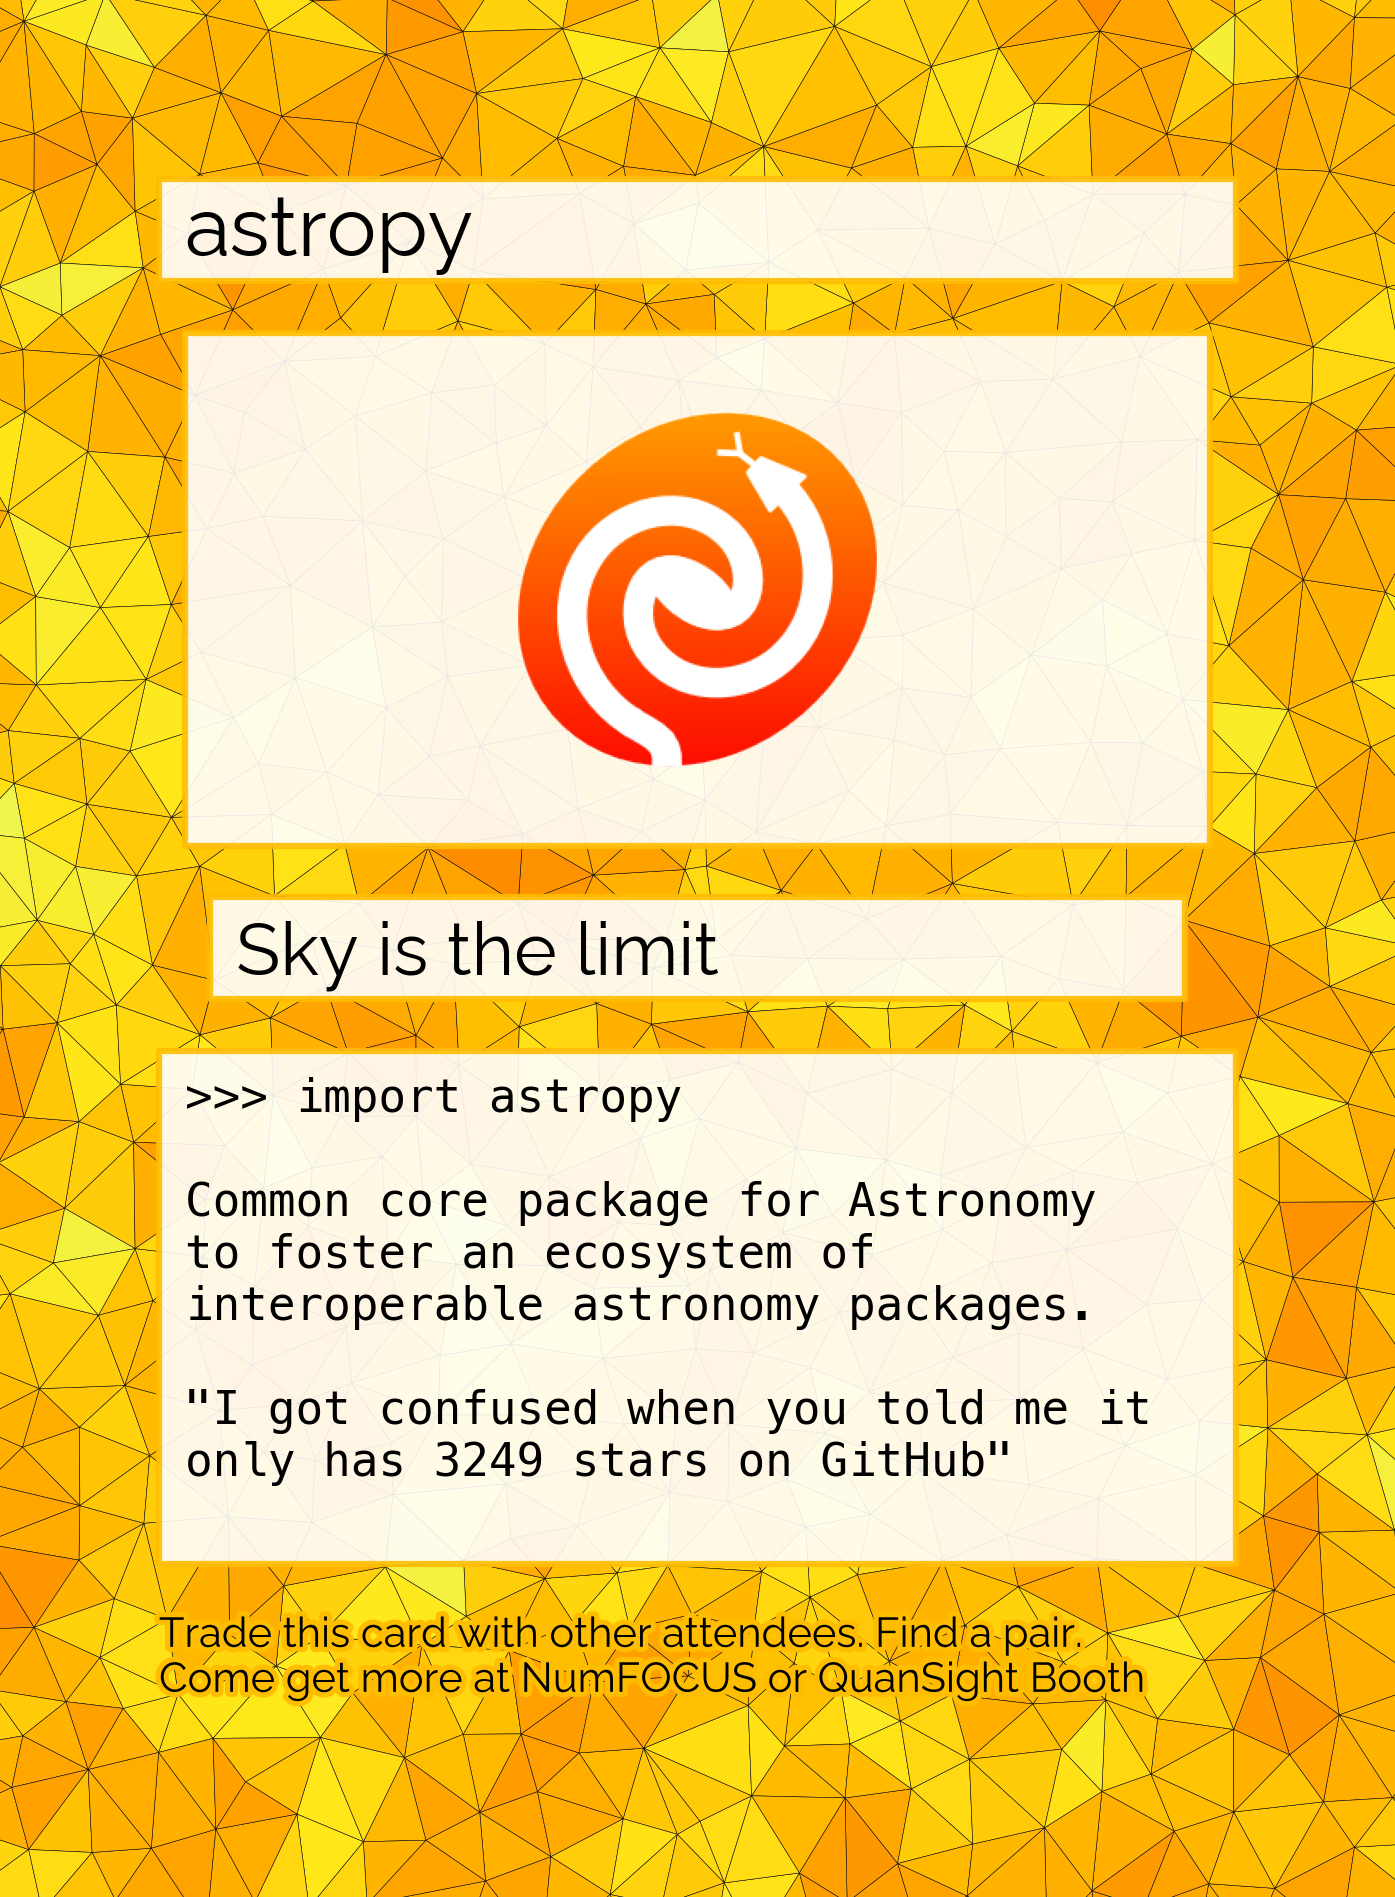 astropy
Sky is the limit
>>> import astropy
Common core package for Astronomy
to foster an ecosystem of
interoperable astronomy packages.
"I got confused when you told me it
only has 3249 stars on GitHub"
Trade this card with other attendees. Find a pair.
Come get more at NumFOCUS or QuanSight Booth